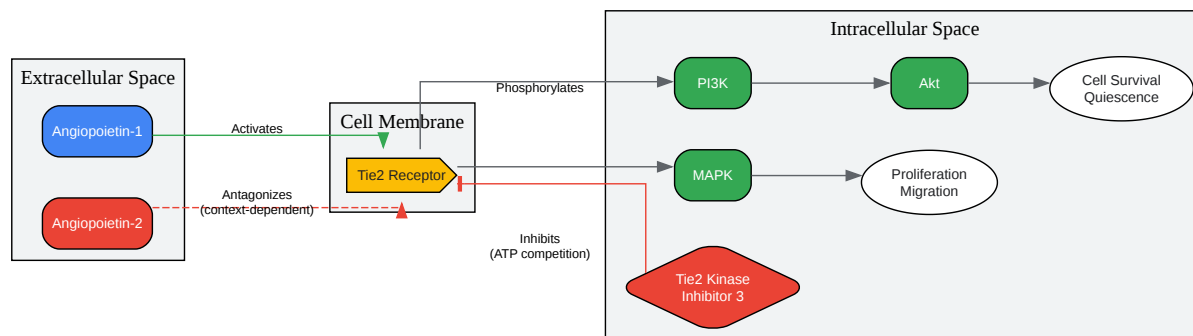 Extracellular Space
Angiopoietin-1
Angiopoietin-2
Activates
Antagonizes
(context-dependent)
Cell Membrane
Tie2 Receptor
Phosphorylates
Inhibits
(ATP competition)
Intracellular Space
PI3K
Akt
Cell Survival
Quiescence
MAPK
Proliferation
Migration
Tie2 Kinase
Inhibitor 3